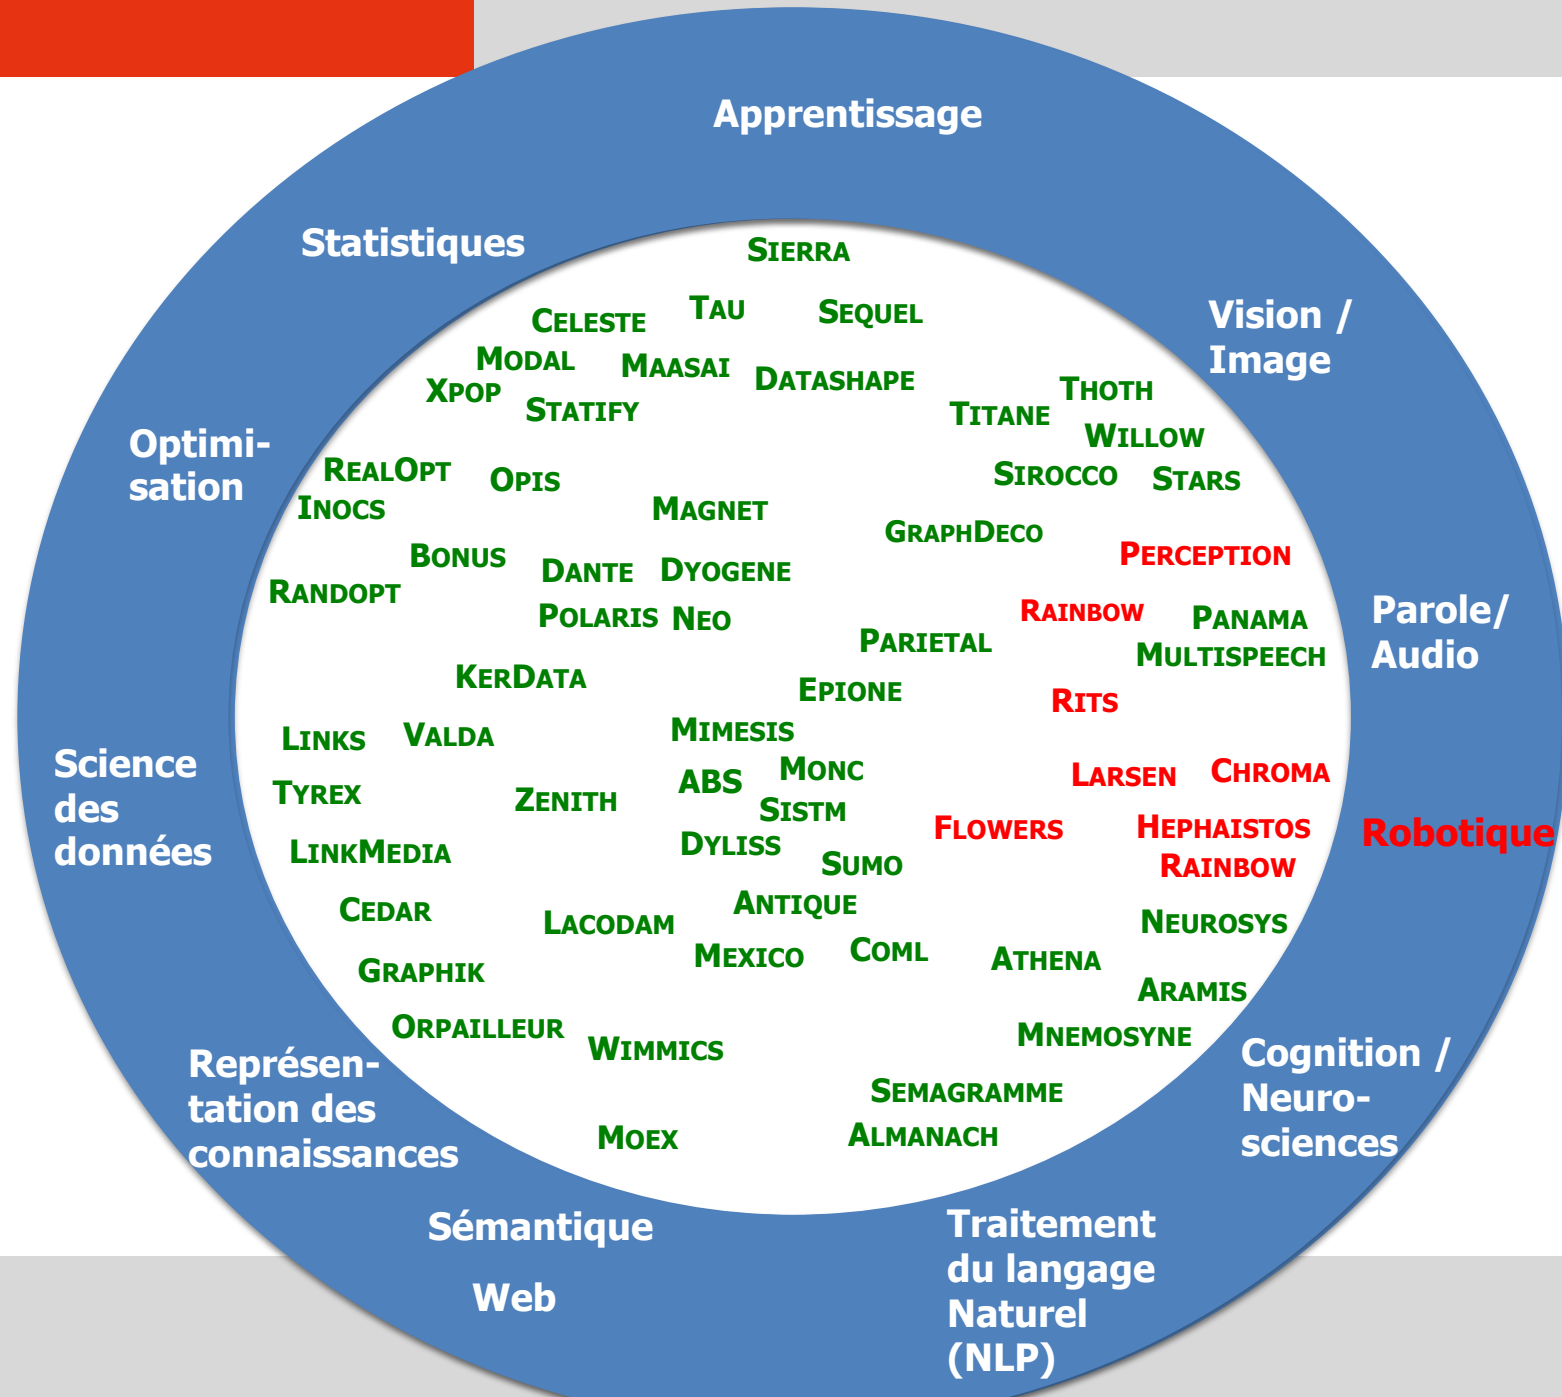 Apprentissage
Statistiques
Vision /
Image
Optimi-
sation
Parole/
Audio
Science
des
données
Robotique
Représen-
tation des
connaissances
Cognition /
Neuro-
sciences
Sémantique
Web
Traitement
du langage
Naturel
(NLP)
SIERRA
CELESTE TAU SEQUEL
MODAL MAASAI DATASHAPE
XPOP STATIFY
TITANE THOTH
WILLOW
REALOPT OPIS
SIROCCO STARS
INOCS MAGNET
GRAPHDECO
BONUS DANTE DYOGENE
PERCEPTION
RANDOPT POLARIS NEO
RAINBOW PANAMA
PARIETAL MULTISPEECH
KERDATA EPIONE RITS
LINKS VALDA MIMESIS
TYREX ZENITH ABS MONC
LARSEN CHROMA
SISTM
FLOWERS HEPHAISTOS
LINKMEDIA DYLISS SUMO
RAINBOW
CEDAR LACODAM ANTIQUE
NEUROSYS
MEXICO COML ATHENA
GRAPHIK
ARAMIS
ORPAILLEUR WIMMICS
MNEMOSYNE
SEMAGRAMME
MOEX ALMANACH